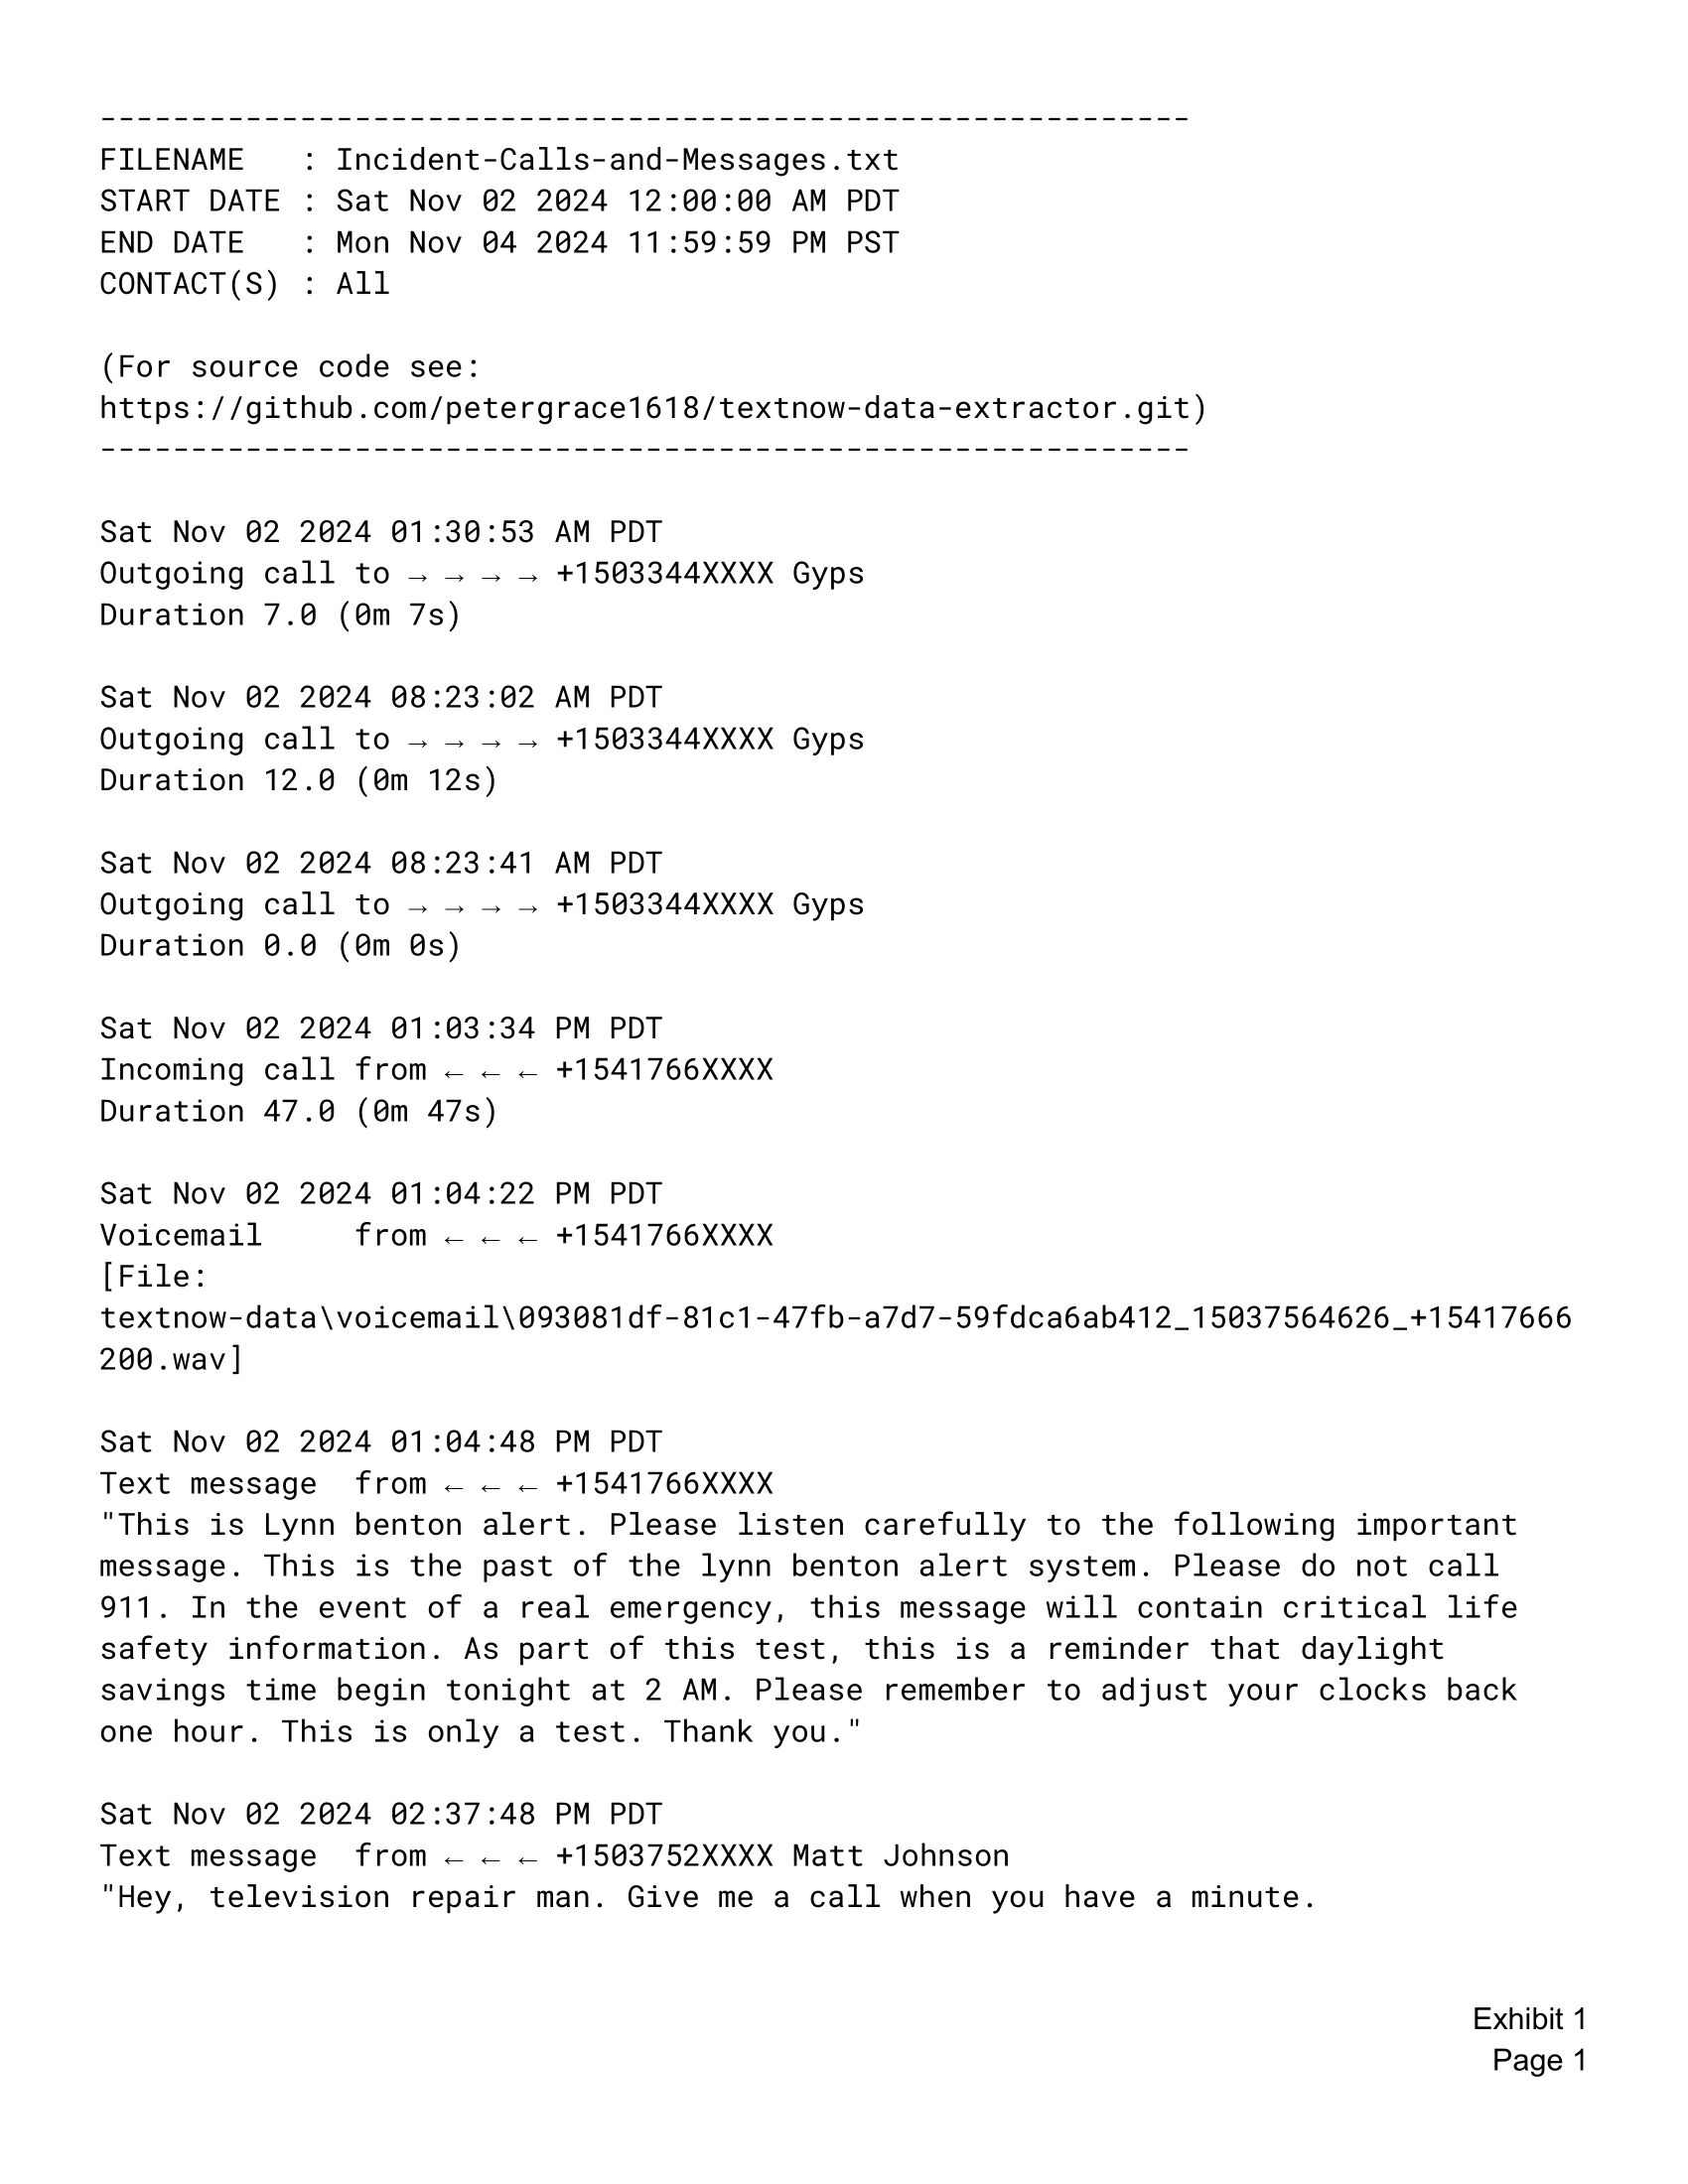 ------------------------------------------------------------
FILENAME   : Incident-Calls-and-Messages.txt
START DATE : Sat Nov 02 2024 12:00:00 AM PDT
END DATE   : Mon Nov 04 2024 11:59:59 PM PST
CONTACT(S) : All

(For source code see:
https://github.com/petergrace1618/textnow-data-extractor.git)
------------------------------------------------------------

Sat Nov 02 2024 01:30:53 AM PDT
Outgoing call to → → → → +1503344XXXX Gyps
Duration 7.0 (0m 7s)

Sat Nov 02 2024 08:23:02 AM PDT
Outgoing call to → → → → +1503344XXXX Gyps
Duration 12.0 (0m 12s)

Sat Nov 02 2024 08:23:41 AM PDT
Outgoing call to → → → → +1503344XXXX Gyps
Duration 0.0 (0m 0s)

Sat Nov 02 2024 01:03:34 PM PDT
Incoming call from ← ← ← +1541766XXXX
Duration 47.0 (0m 47s)

Sat Nov 02 2024 01:04:22 PM PDT
Voicemail     from ← ← ← +1541766XXXX
[File:
textnow-data\voicemail\093081df-81c1-47fb-a7d7-59fdca6ab412_15037564626_+15417666
200.wav]

Sat Nov 02 2024 01:04:48 PM PDT
Text message  from ← ← ← +1541766XXXX
"This is Lynn benton alert. Please listen carefully to the following important
message. This is the past of the lynn benton alert system. Please do not call
911. In the event of a real emergency, this message will contain critical life
safety information. As part of this test, this is a reminder that daylight
savings time begin tonight at 2 AM. Please remember to adjust your clocks back
one hour. This is only a test. Thank you."

Sat Nov 02 2024 02:37:48 PM PDT
Text message  from ← ← ← +1503752XXXX Matt Johnson
"Hey, television repair man. Give me a call when you have a minute.

Exhibit 1
Page 1